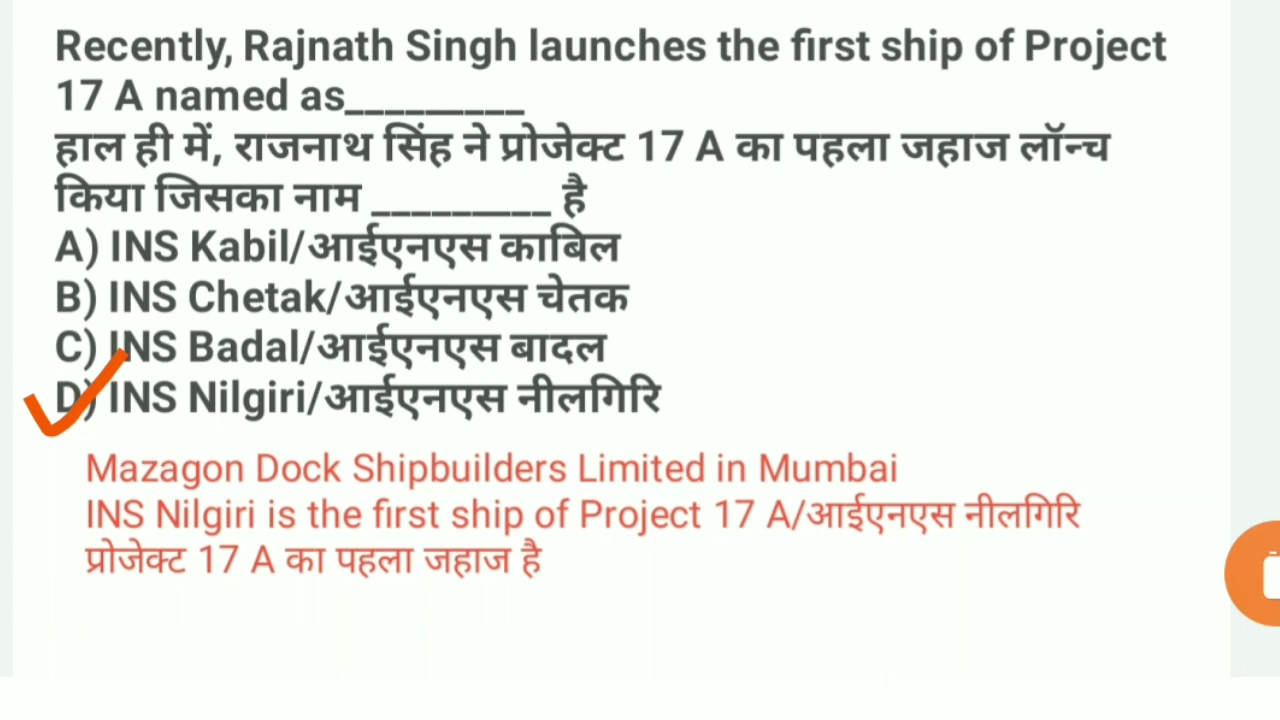 Recently, Rajnath Singh launches the first ship of Project
17 A named as_________
हाल ही में, राजनाथ सिंह ने प्रोजेक्ट 17 A का पहला जहाज लॉन्च
किया जिसका नाम _________ है
A) INS Kabil/आईएनएस काबिल
B) INS Chetak/आईएनएस चेतक
C) INS Badal/आईएनएस बादल
D) INS Nilgiri/आईएनएस नीलगिरि
Mazagon Dock Shipbuilders Limited in Mumbai
INS Nilgiri is the first ship of Project 17 A/आईएनएस नीलगिरि
प्रोजेक्ट 17 A का पहला जहाज है